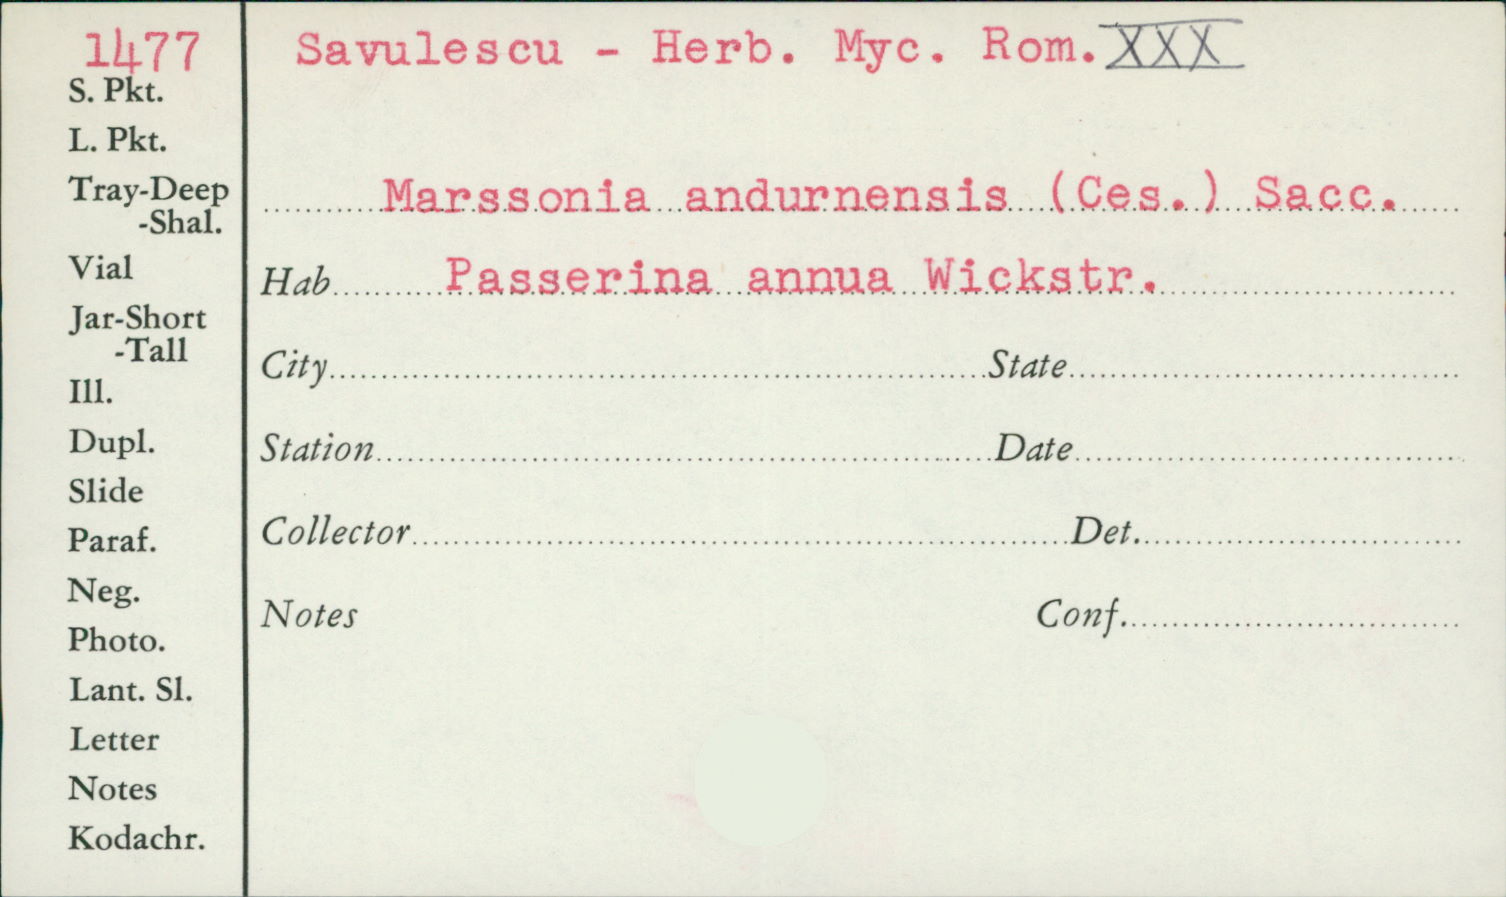 1477
Savulescu - Herb. Myc. Rom. XXX
S. Pkt.
L. Pkt.
Tray-Deep
-Shal.
Vial
Jar-Short
-Tall
Ill.
Dupl.
Slide
Paraf.
Neg.
Photo.
Lant. Sl.
Letter
Notes
Kodachr.
Marssonia andurnensis (Ces.) Sacc.
Hab Passerina annua Wickstr.
City State
Station Date
Collector Det.
Notes Conf.